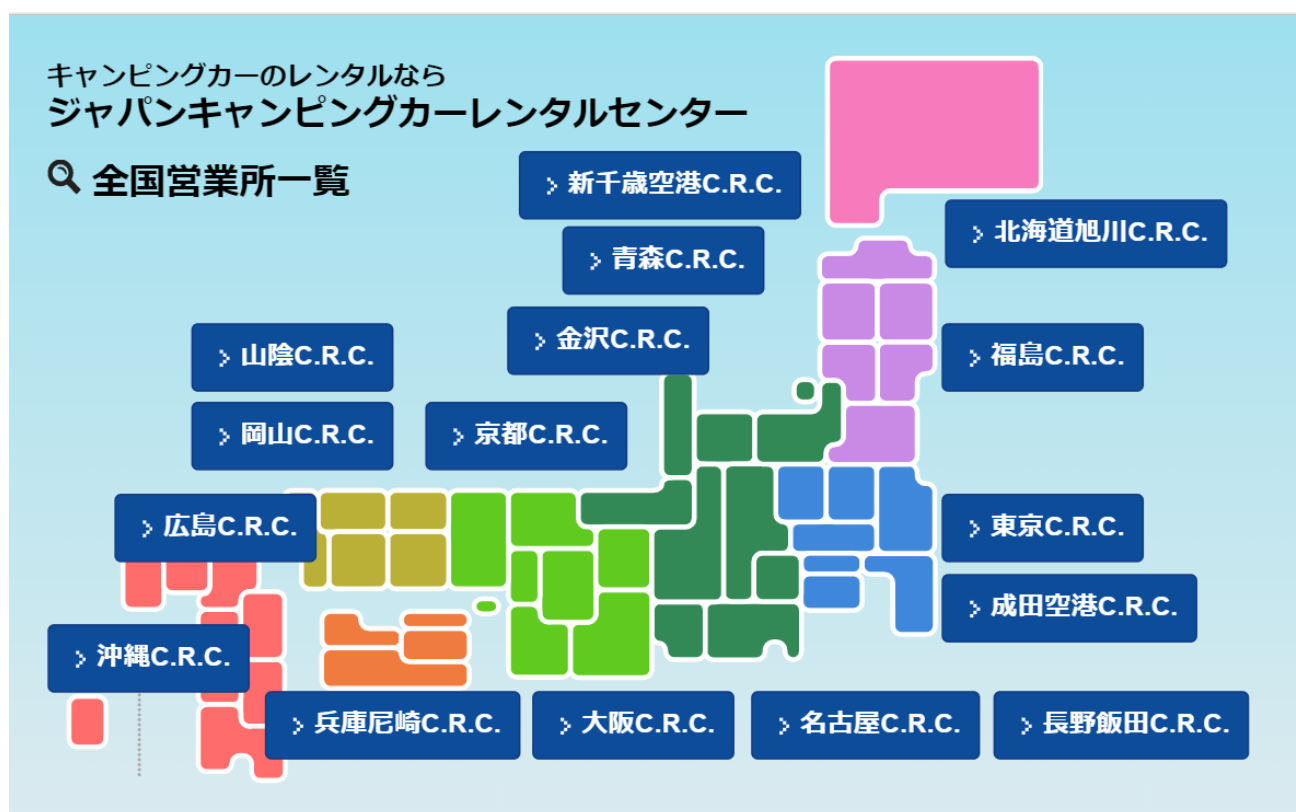 キャンピングカーのレンタルなら
ジャパンキャンピングカーレンタルセンター
全国営業所一覧
新千歳空港C.R.C.
北海道旭川C.R.C.
青森C.R.C.
金沢C.R.C.
山陰C.R.C.
福島C.R.C.
岡山C.R.C.
京都C.R.C.
広島C.R.C.
東京C.R.C.
成田空港C.R.C.
沖縄C.R.C.
兵庫尼崎C.R.C.
大阪C.R.C.
名古屋C.R.C.
長野飯田C.R.C.